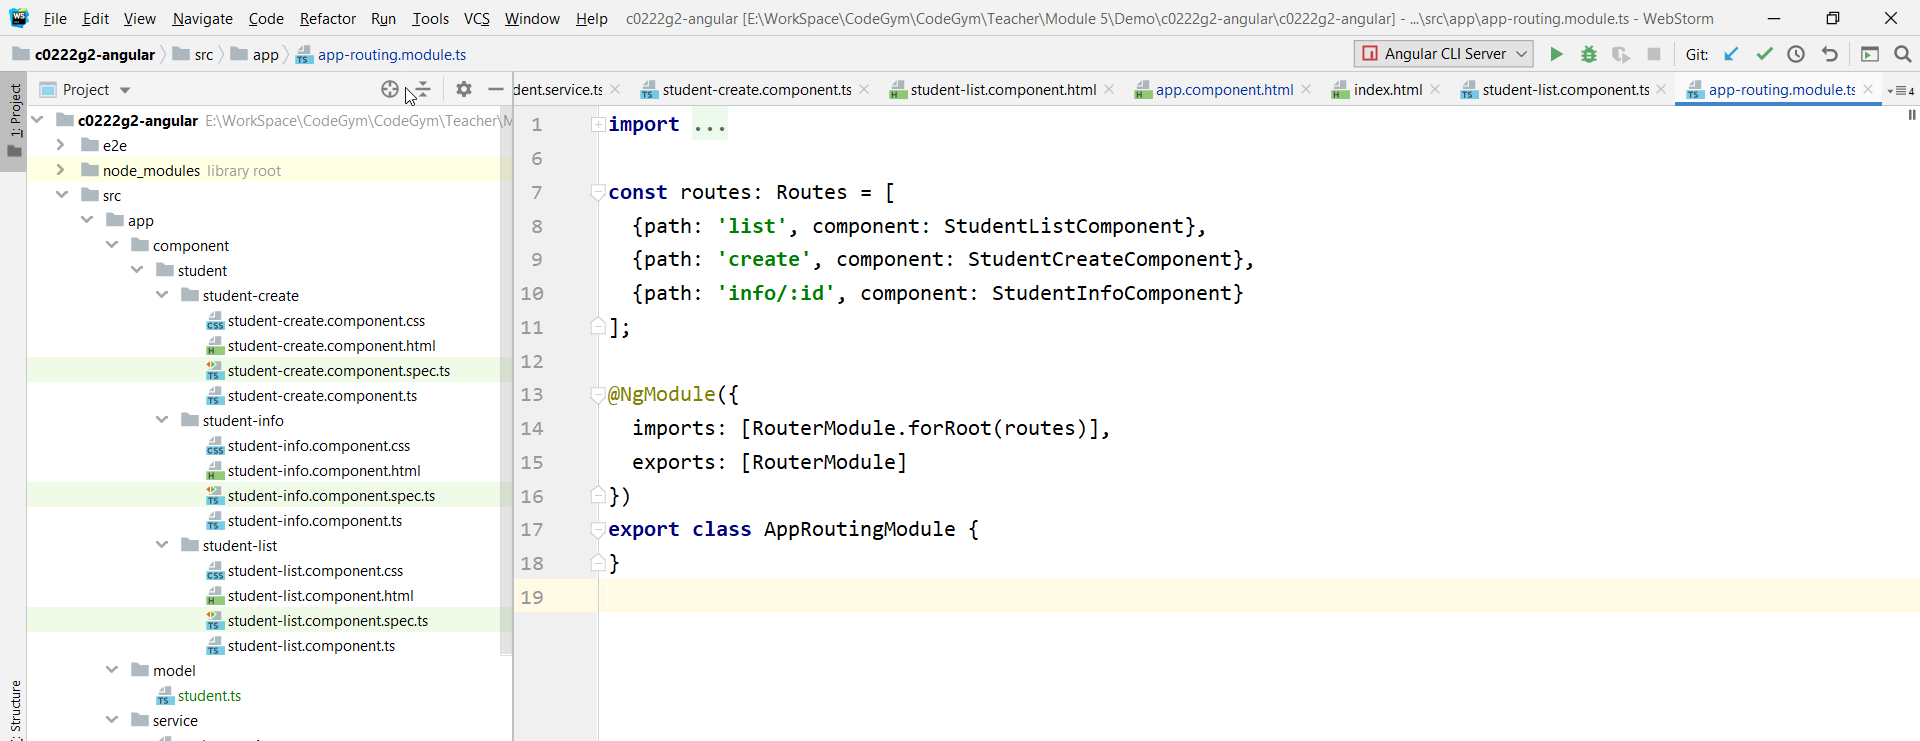 WS File Edit View Navigate Code Refactor Run Tools VCS Window Help c0222g2-angular [E:\WorkSpace\CodeGym\CodeGym\Teacher\Module 5\Demo\c0222g2-angular\c0222g2-angular] - ...\src\app\app-routing.module.ts - WebStorm
c0222g2-angular src app app-routing.module.ts Angular CLI Server Git:
1: Project
Project
dent.service.ts student-create.component.ts student-list.component.html app.component.html index.html student-list.component.ts app-routing.module.ts 4
c0222g2-angular E:\WorkSpace\CodeGym\CodeGym\Teacher\M
e2e
node_modules library root
src
app
component
student
student-create
student-create.component.css
student-create.component.html
student-create.component.spec.ts
student-create.component.ts
student-info
student-info.component.css
student-info.component.html
student-info.component.spec.ts
student-info.component.ts
student-list
student-list.component.css
student-list.component.html
student-list.component.spec.ts
student-list.component.ts
model
student.ts
service
Structure
1 import ...
6
7 const routes: Routes = [
8 {path: 'list', component: StudentListComponent},
9 {path: 'create', component: StudentCreateComponent},
10 {path: 'info/:id', component: StudentInfoComponent}
11 ];
12
13 @NgModule({
14 imports: [RouterModule.forRoot(routes)],
15 exports: [RouterModule]
16 })
17 export class AppRoutingModule {
18 }
19